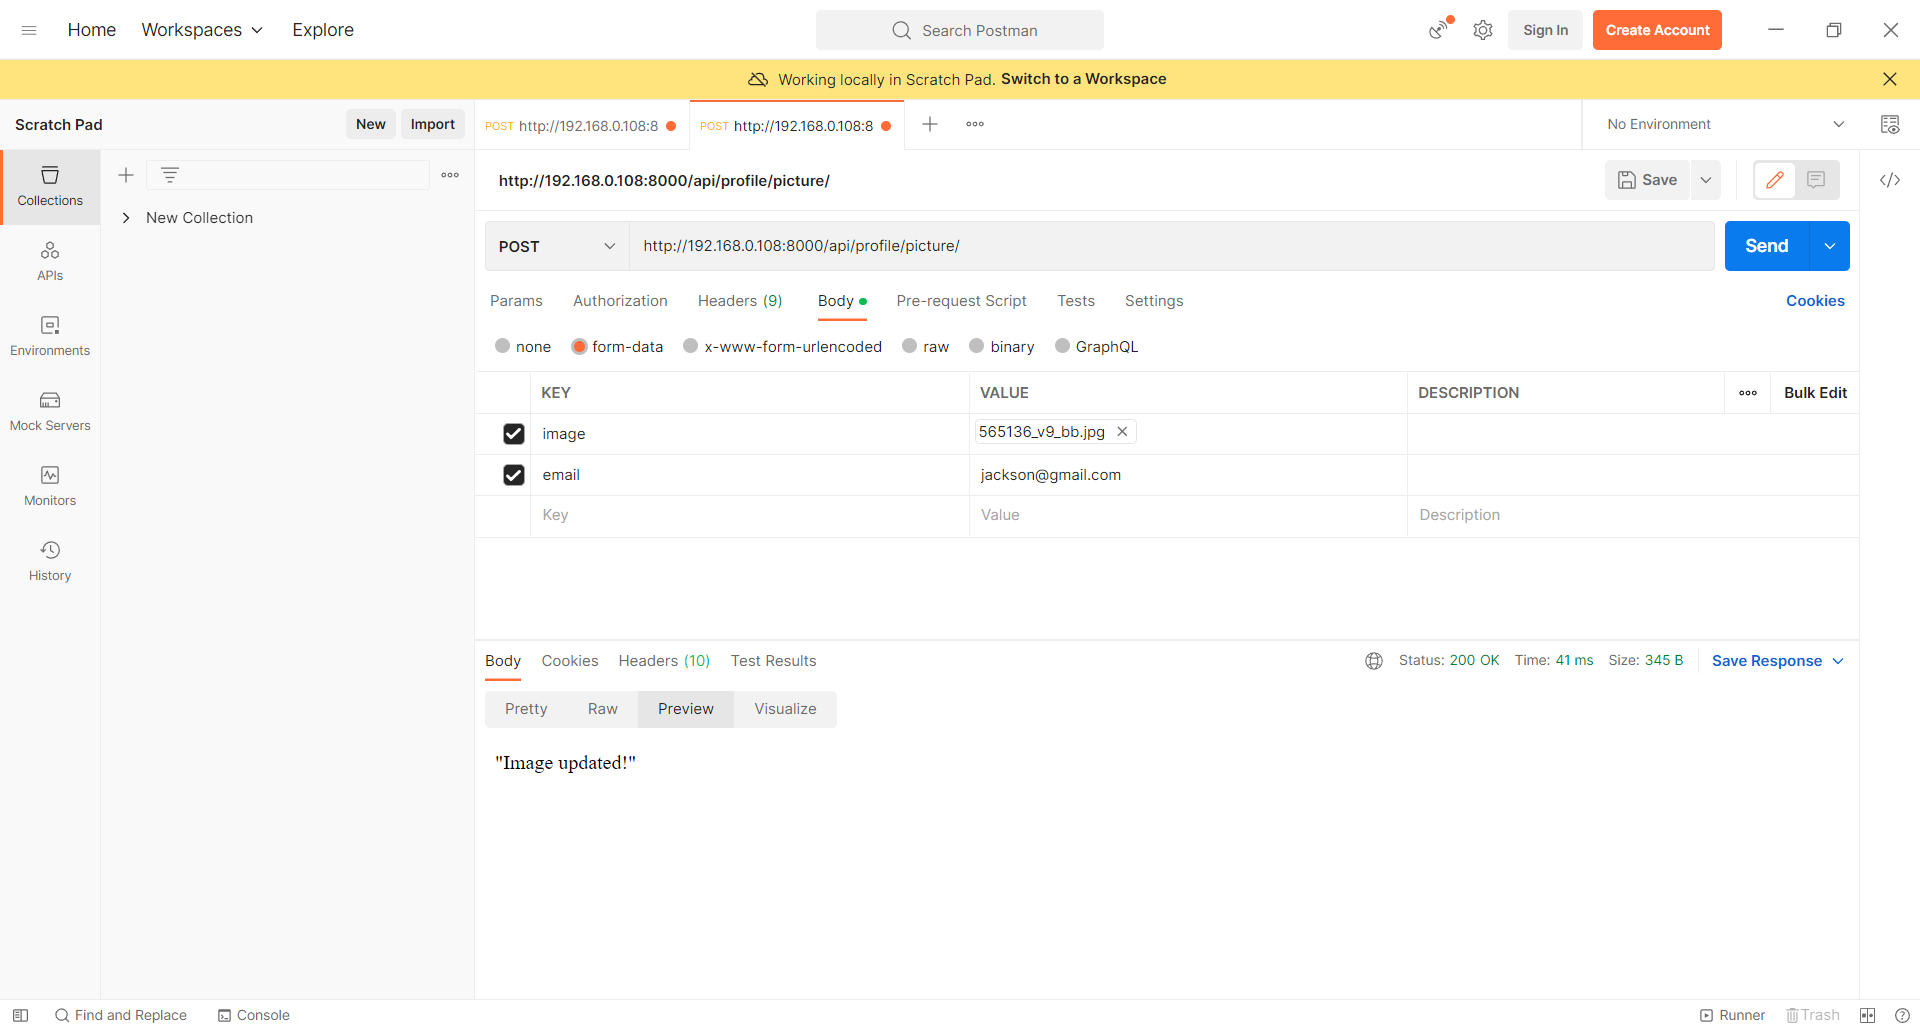 Home Workspaces Explore Search Postman Sign In Create Account
Working locally in Scratch Pad. Switch to a Workspace
Scratch Pad New Import POST http://192.168.0.108:8 POST http://192.168.0.108:8 No Environment
Collections
New Collection
APIs
Environments
Mock Servers
Monitors
History
http://192.168.0.108:8000/api/profile/picture/ Save
POST http://192.168.0.108:8000/api/profile/picture/ Send
Params Authorization Headers (9) Body Pre-request Script Tests Settings Cookies
none form-data x-www-form-urlencoded raw binary GraphQL
KEY VALUE DESCRIPTION Bulk Edit
image 565136_v9_bb.jpg
email jackson@gmail.com
Key Value Description
Body Cookies Headers (10) Test Results Status: 200 OK Time: 41 ms Size: 345 B Save Response
Pretty Raw Preview Visualize
"Image updated!"
Find and Replace Console Runner Trash